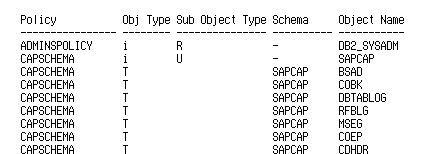 Policy Obj Type Sub Object Type Schema Object Name
------------- -------- --------------- -------- -----------
ADMINSPOLICY i R - DB2_SYSADM
CAPSCHEMA i U - SAPCAP
CAPSCHEMA T SAPCAP BSAD
CAPSCHEMA T SAPCAP COBK
CAPSCHEMA T SAPCAP DBTABLOG
CAPSCHEMA T SAPCAP RFBLG
CAPSCHEMA T SAPCAP MSEG
CAPSCHEMA T SAPCAP COEP
CAPSCHEMA T SAPCAP CDHDR